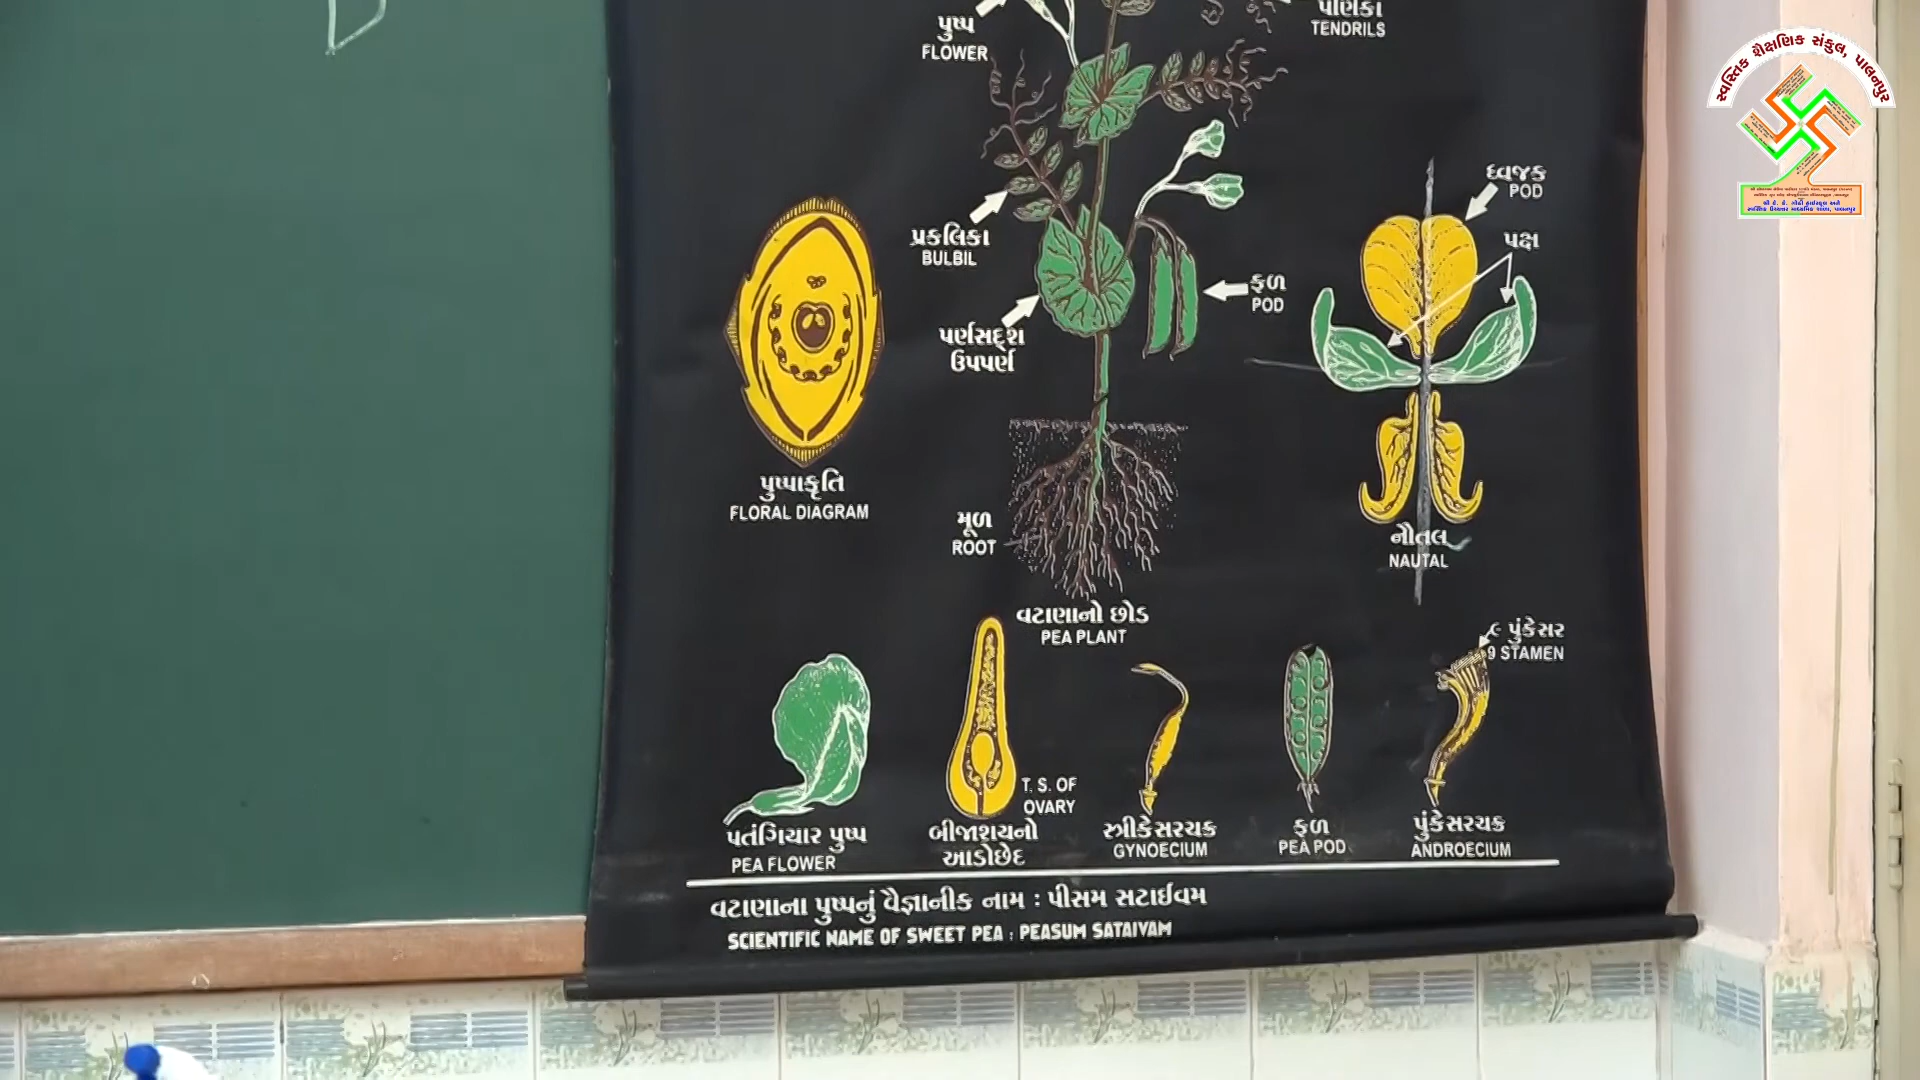 પુષ્પ
FLOWER
પર્ણિકા
TENDRILS
સ્વસ્તિક શૈક્ષણિક સંકુલ, પાલનપુર
ધ્વજક
POD
પક્ષ
પ્રકલિકા
BULBIL
ફળ
POD
પર્ણસદ્દશ
ઉપપર્ણ
પુષ્પાકૃતિ
FLORAL DIAGRAM
મૂળ
ROOT
નૌતલ
NAUTAL
વટાણાનો છોડ
PEA PLANT
૯ પુંકેસર
9 STAMEN
T. S. OF
OVARY
પતંગિયાર પુષ્પ
PEA FLOWER
બીજાશયનો
આડોછેદ
સ્ત્રીકેસરચક્ર
GYNOECIUM
ફળ
PEA POD
પુંકેસરચક્ર
ANDROECIUM
વટાણાના પુષ્પનું વૈજ્ઞાનીક નામ : પીસમ સટાઈવમ
SCIENTIFIC NAME OF SWEET PEA : PEASUM SATAIVAM